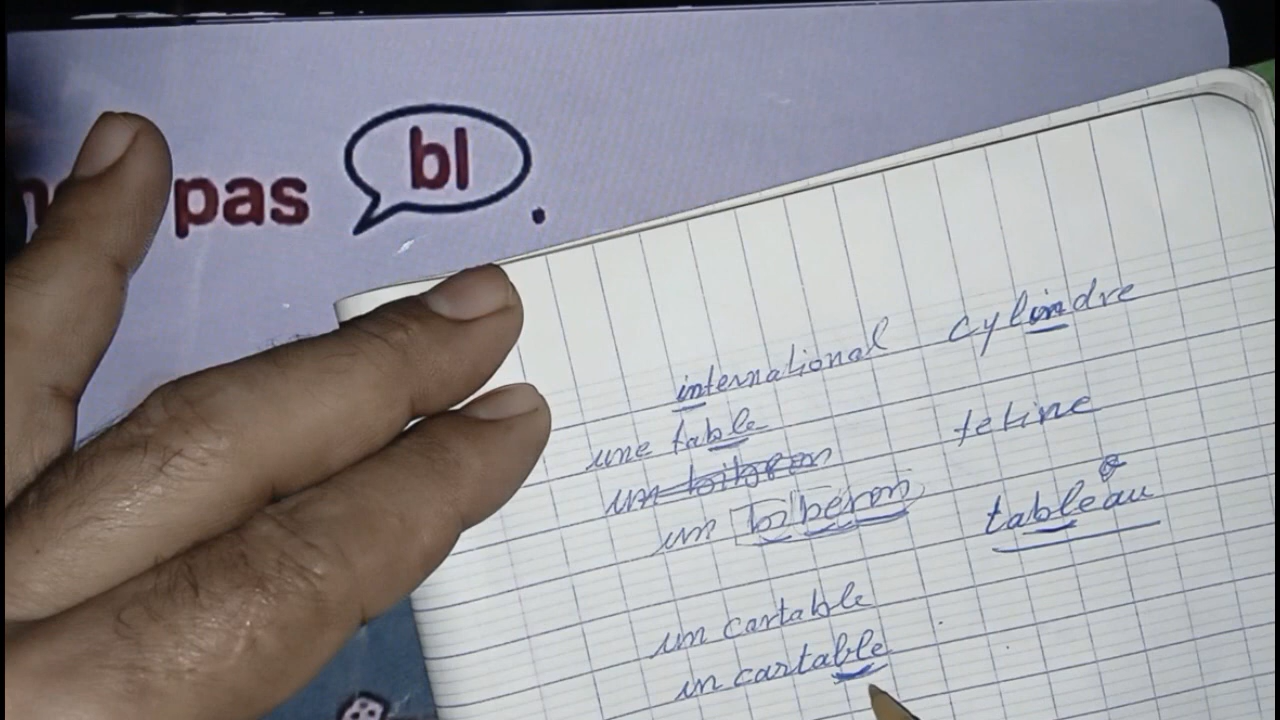 pas bl .
international cylindre
une table tetine
un biberon
un biberon tableau
un cartable
un cartable